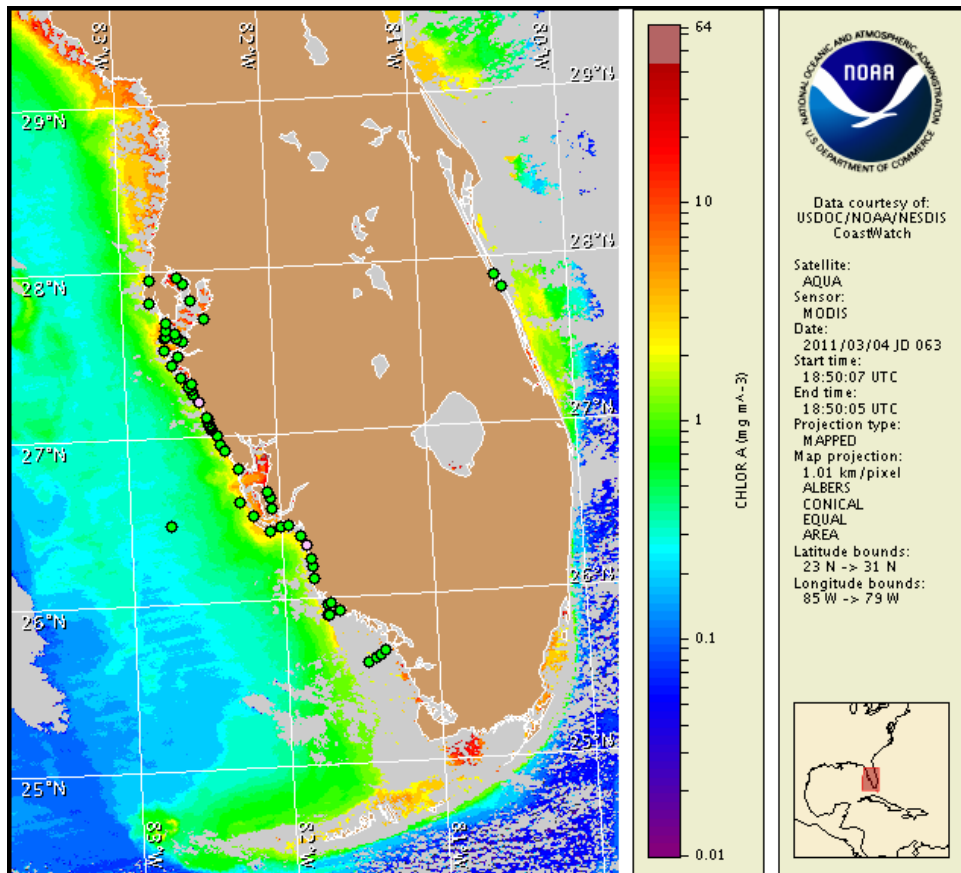 83°W
82°W
81°W
80°W
29°N
29°N
28°N
28°N
27°N
27°N
26°N
26°N
25°N
25°N
83°W
82°W
81°W
80°W
64
10
1
0.1
0.01
CHLOR A (mg m^-3)
NATIONAL OCEANIC AND ATMOSPHERIC ADMINISTRATION
NOAA
U.S. DEPARTMENT OF COMMERCE
Data courtesy of:
USDOC/NOAA/NESDIS
CoastWatch
Satellite:
AQUA
Sensor:
MODIS
Date:
2011/03/04 JD 063
Start time:
18:50:07 UTC
End time:
18:50:05 UTC
Projection type:
MAPPED
Map projection:
1.01 km/pixel
ALBERS
CONICAL
EQUAL
AREA
Latitude bounds:
23 N -> 31 N
Longitude bounds:
85 W -> 79 W